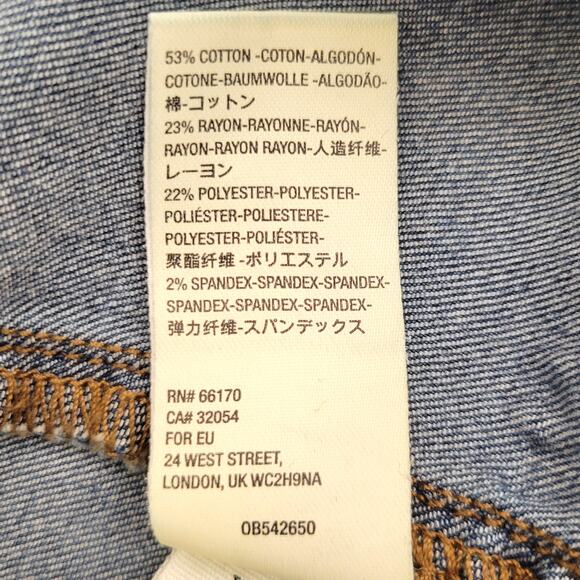 53% COTTON -COTON-ALGODÓN-
COTONE-BAUMWOLLE -ALGODÃO-
棉-コットン
23% RAYON-RAYONNE-RAYÓN-
RAYON-RAYON RAYON-人造纤维-
レーヨン
22% POLYESTER-POLYESTER-
POLIÉSTER-POLIESTERE-
POLYESTER-POLIÉSTER-
聚酯纤维 -ポリエステル
2% SPANDEX-SPANDEX-SPANDEX-
SPANDEX-SPANDEX-SPANDEX-
弹力纤维-スパンデックス
RN# 66170
CA# 32054
FOR EU
24 WEST STREET,
LONDON, UK WC2H9NA
OB542650